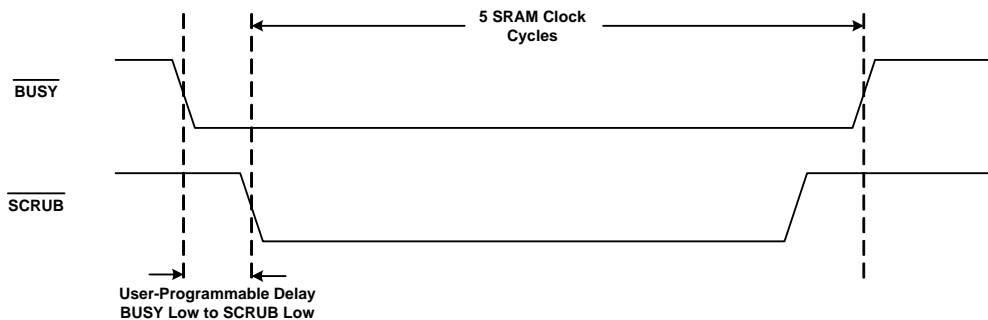 5 SRAM Clock
Cycles
BUSY
SCRUB
User-Programmable Delay
BUSY Low to SCRUB Low